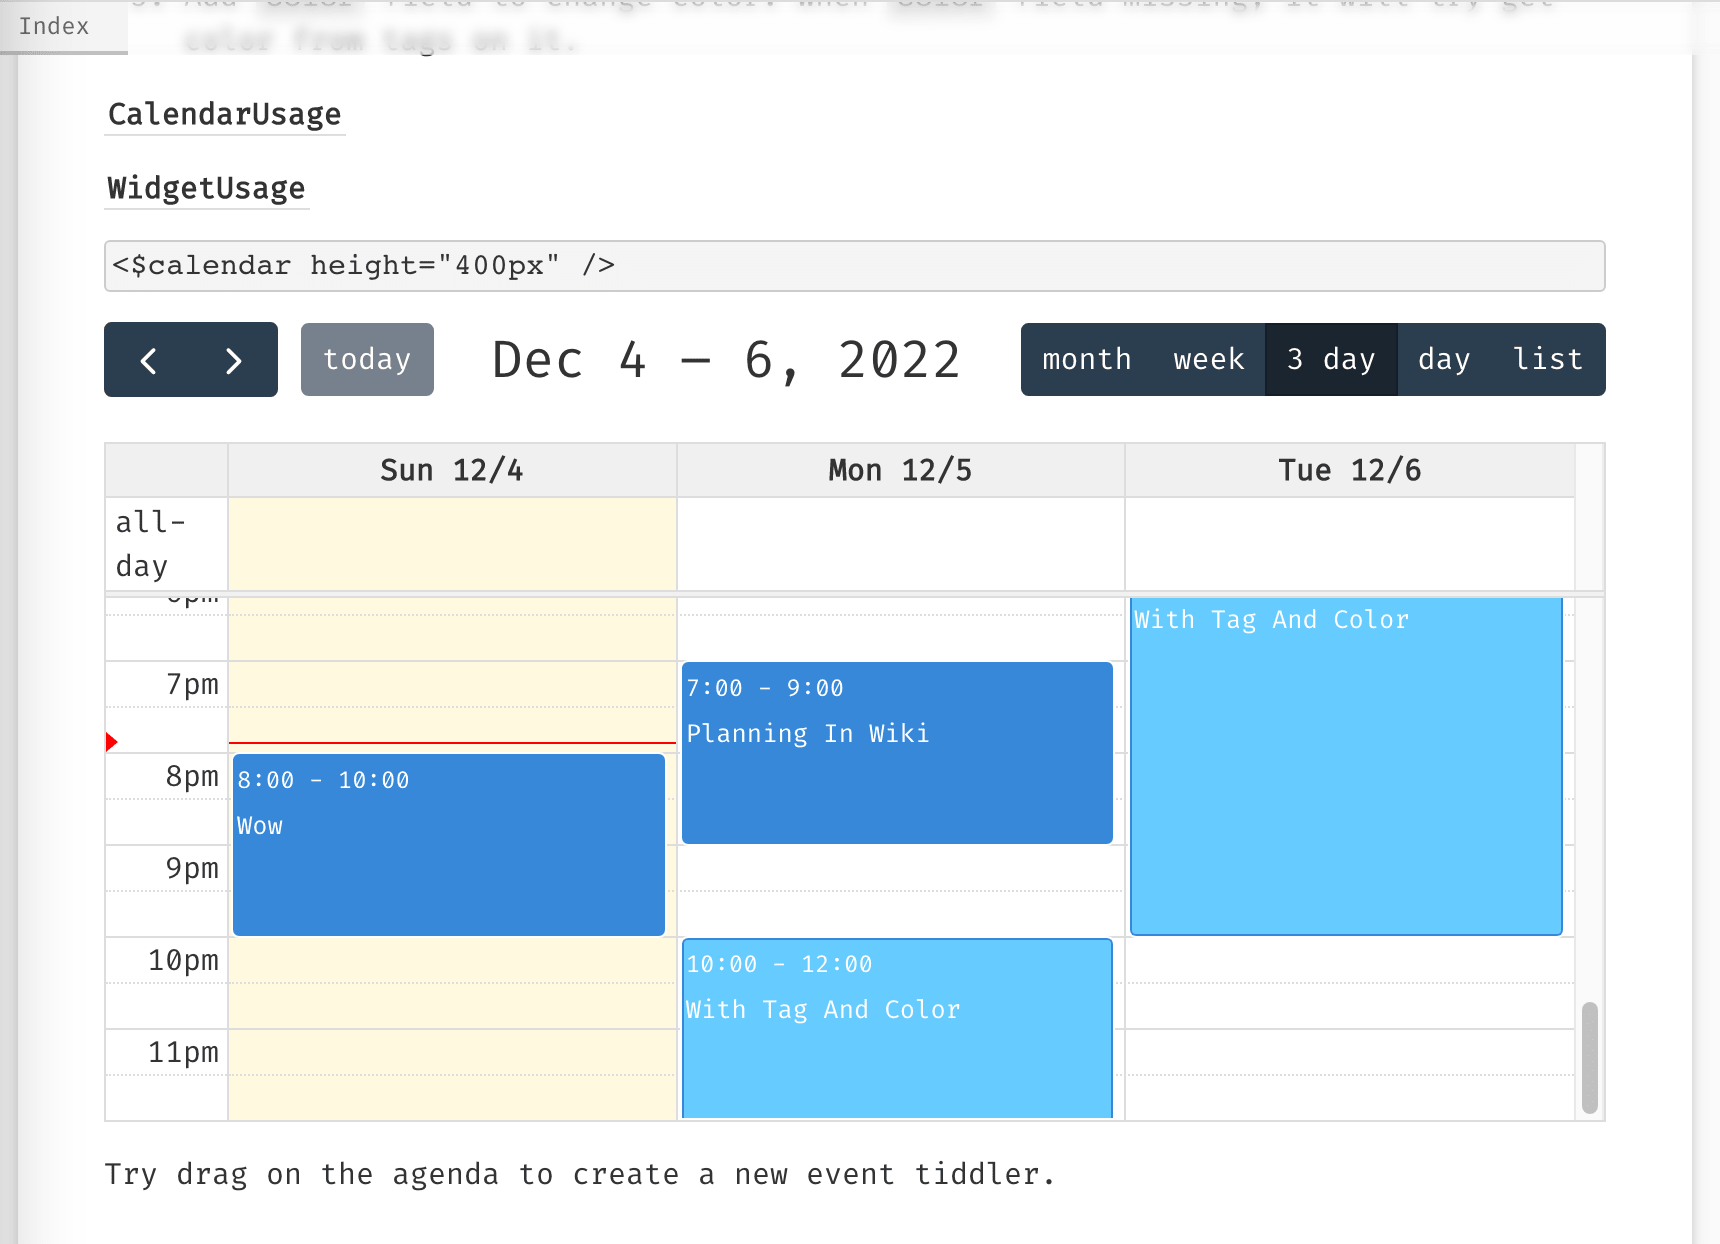 Index
color from tags on it.
CalendarUsage
WidgetUsage
<$calendar height="400px" />
today
Dec 4 – 6, 2022
month week 3 day day list
Sun 12/4 Mon 12/5 Tue 12/6
all-
day
With Tag And Color
7pm
7:00 - 9:00
Planning In Wiki
8pm
8:00 - 10:00
Wow
9pm
10pm
10:00 - 12:00
With Tag And Color
11pm
Try drag on the agenda to create a new event tiddler.